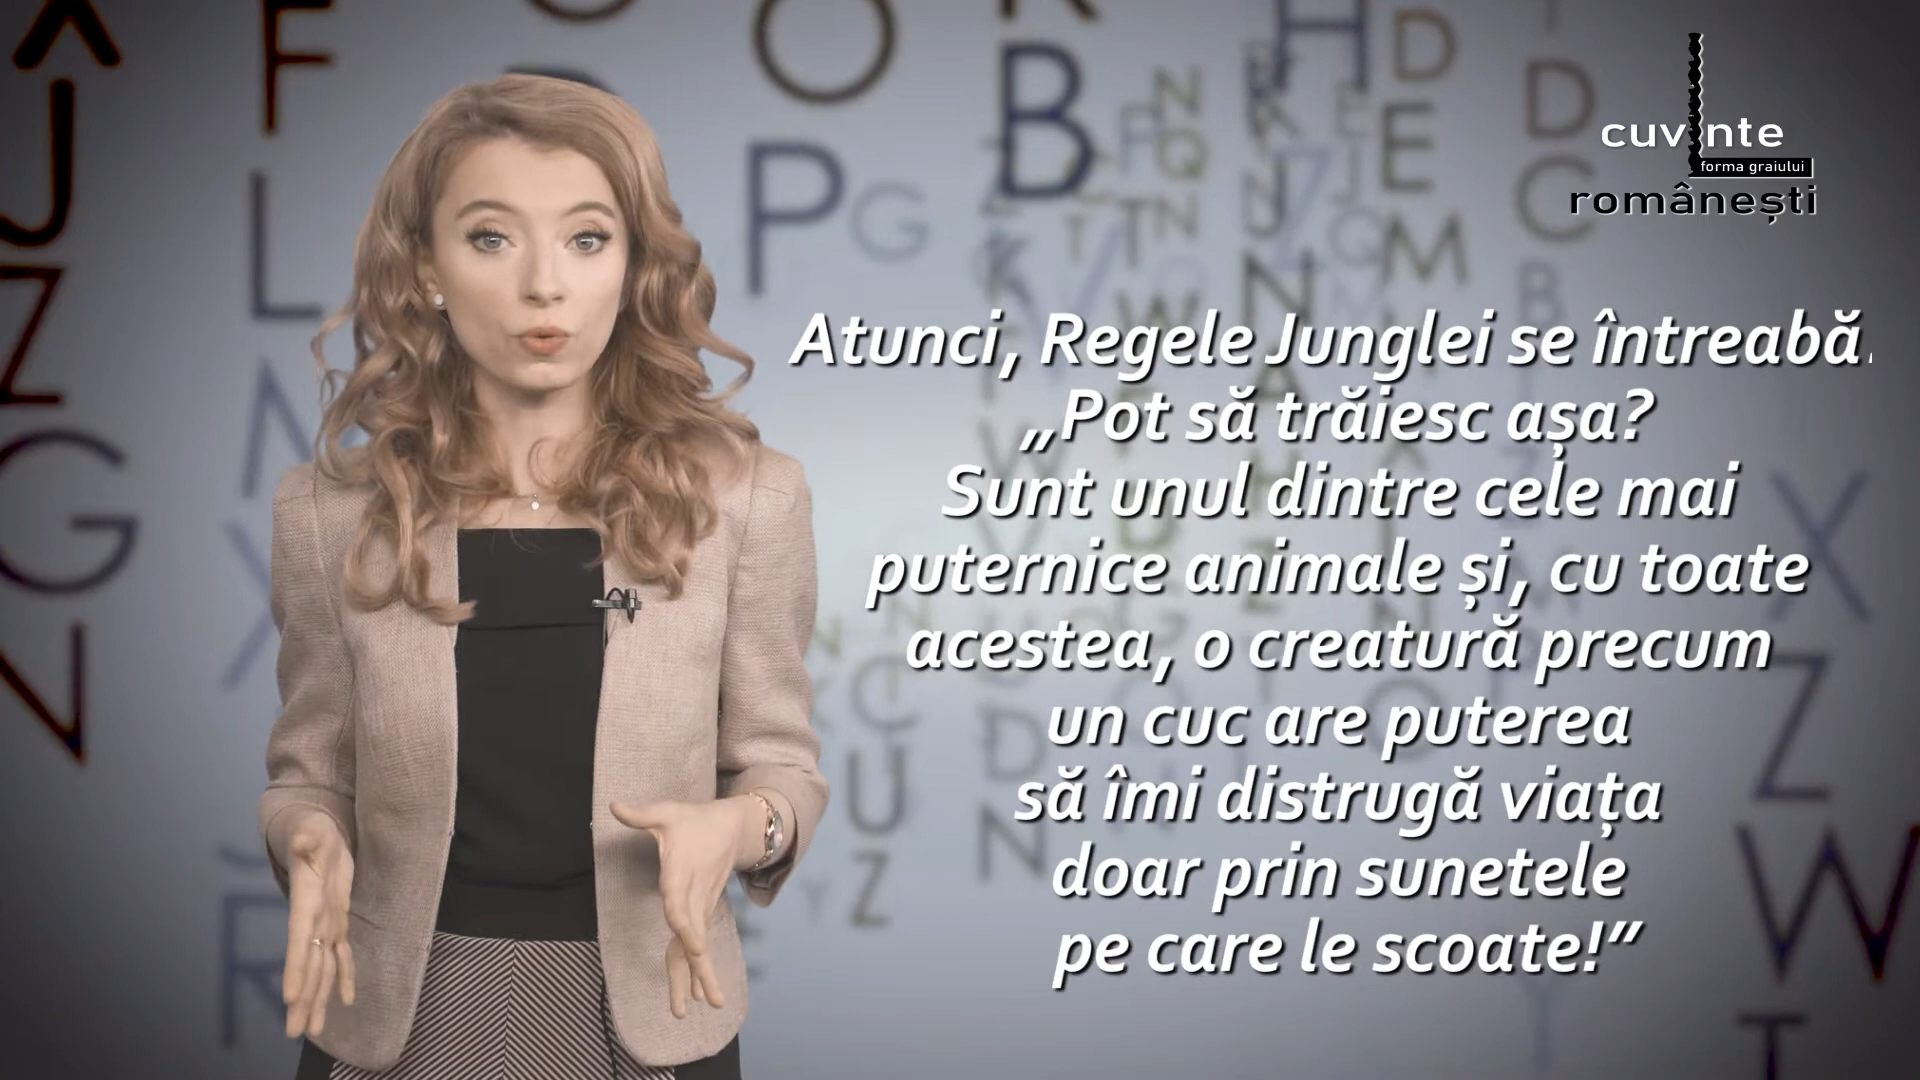 cuvinte
forma graiului
românești
Atunci, Regele Junglei se întreabă.
„Pot să trăiesc așa?
Sunt unul dintre cele mai
puternice animale și, cu toate
acestea, o creatură precum
un cuc are puterea
să îmi distrugă viața
doar prin sunetele
pe care le scoate!”